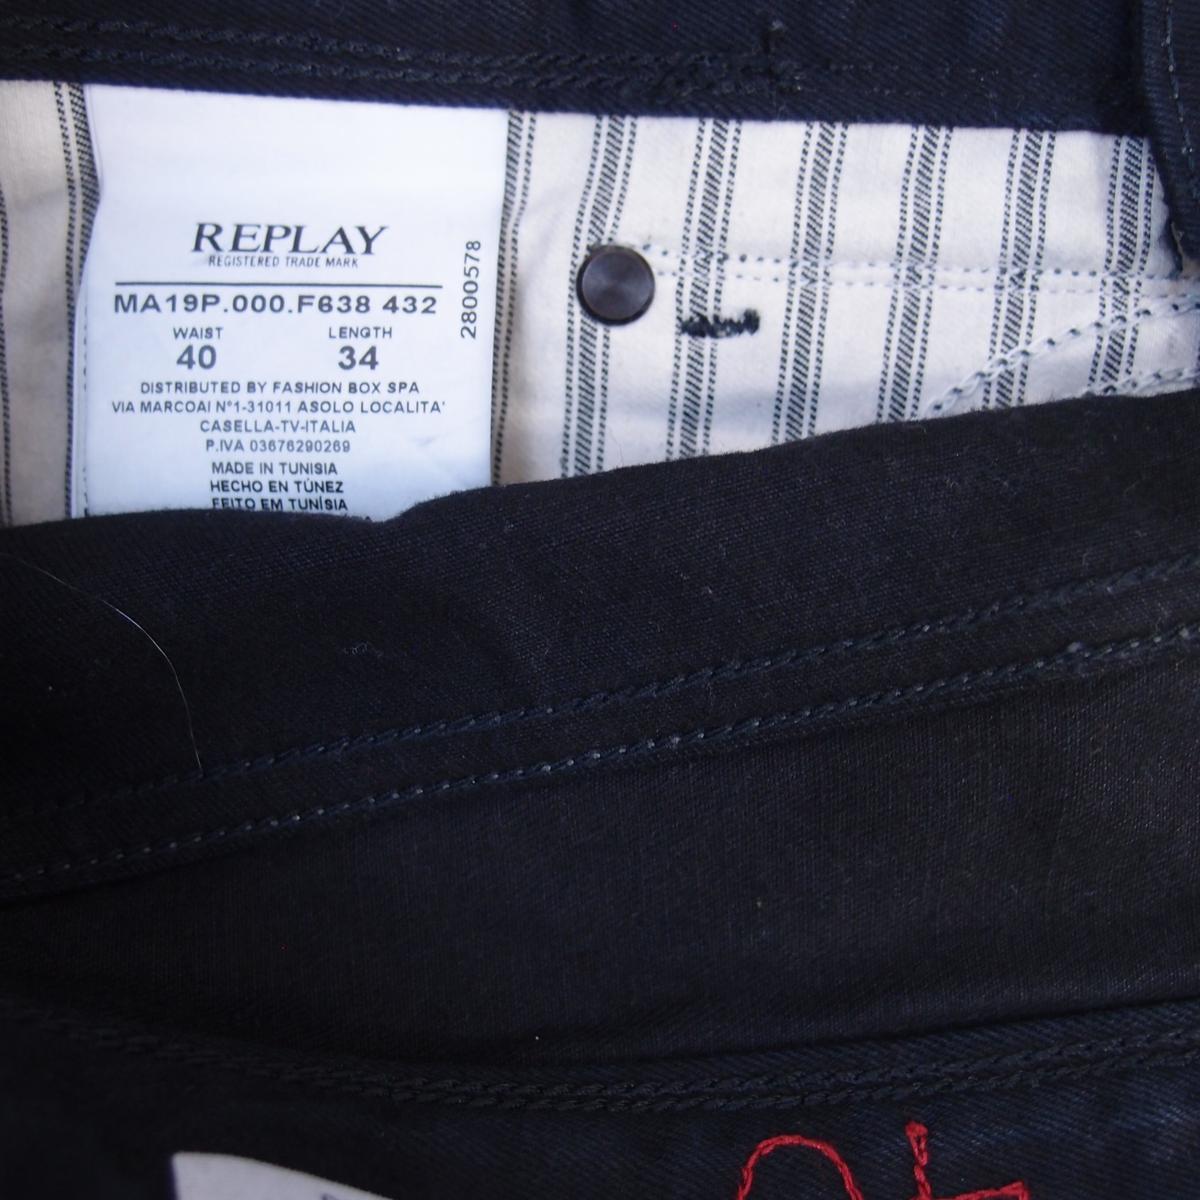 REPLAY
REGISTERED TRADE MARK
MA19P.000.F638 432
WAIST LENGTH
40 34
DISTRIBUTED BY FASHION BOX SPA
VIA MARCOAI N°1-31011 ASOLO LOCALITA'
CASELLA-TV-ITALIA
P.IVA 03676290269
MADE IN TUNISIA
HECHO EN TÚNEZ
FEITO EM TUNÍSIA
2800578